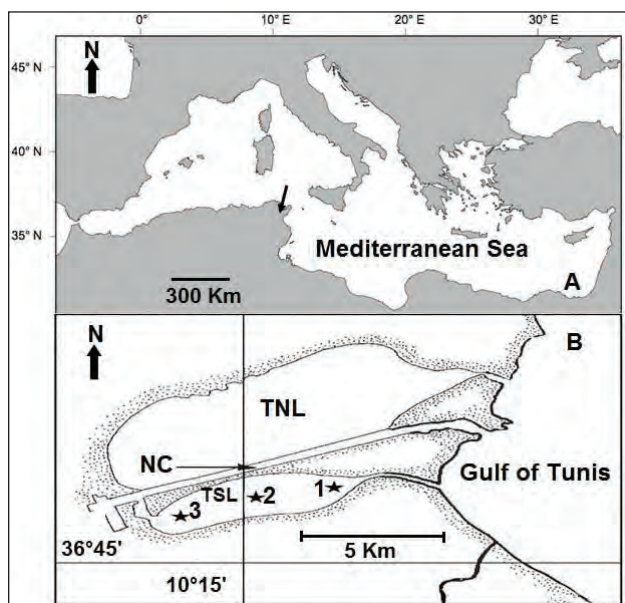 0° 10° E 20° E 30° E
N
45° N
40° N
35° N
Mediterranean Sea
300 Km
A
N
B
TNL
NC
Gulf of Tunis
TSL
1
2
3
5 Km
36°45'
10°15'